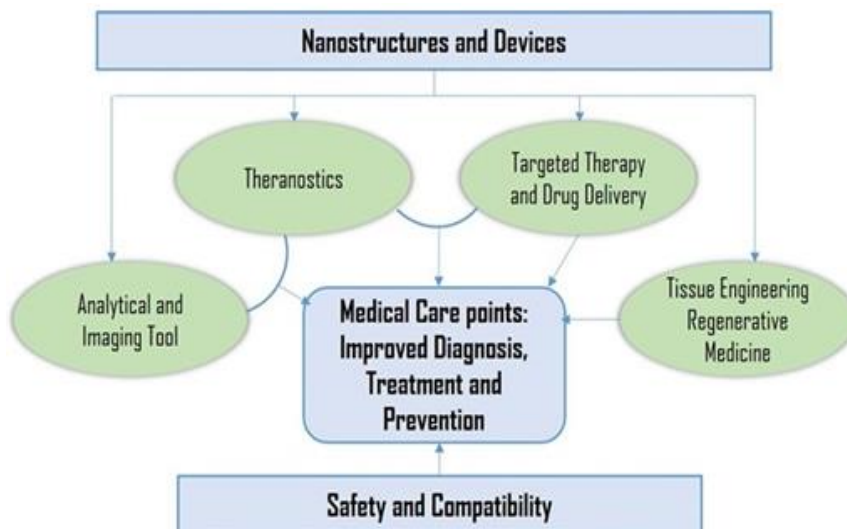 Nanostructures and Devices
Theranostics
Targeted Therapy
and Drug Delivery
Analytical and
Imaging Tool
Medical Care points:
Improved Diagnosis,
Treatment and
Prevention
Tissue Engineering
Regenerative
Medicine
Safety and Compatibility